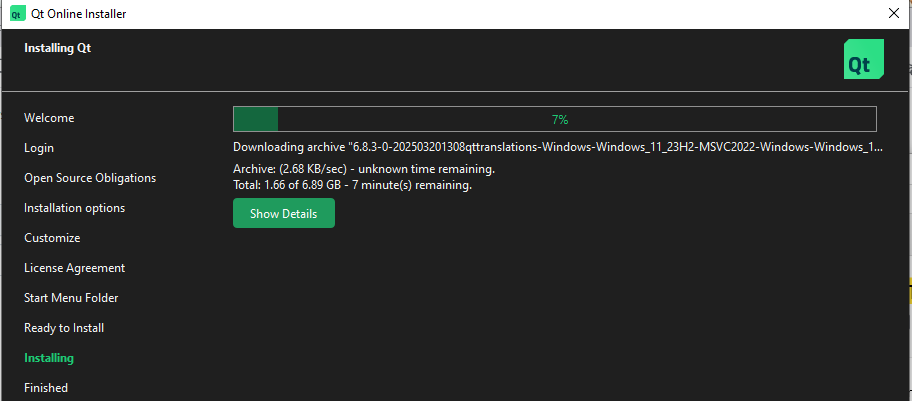 Qt Qt Online Installer
Installing Qt
Qt
Welcome
7%
Login
Downloading archive "6.8.3-0-202503201308qttranslations-Windows-Windows_11_23H2-MSVC2022-Windows-Windows_1...
Archive: (2.68 KB/sec) - unknown time remaining.
Open Source Obligations
Total: 1.66 of 6.89 GB - 7 minute(s) remaining.
Installation options
Show Details
Customize
License Agreement
Start Menu Folder
Ready to Install
Installing
Finished